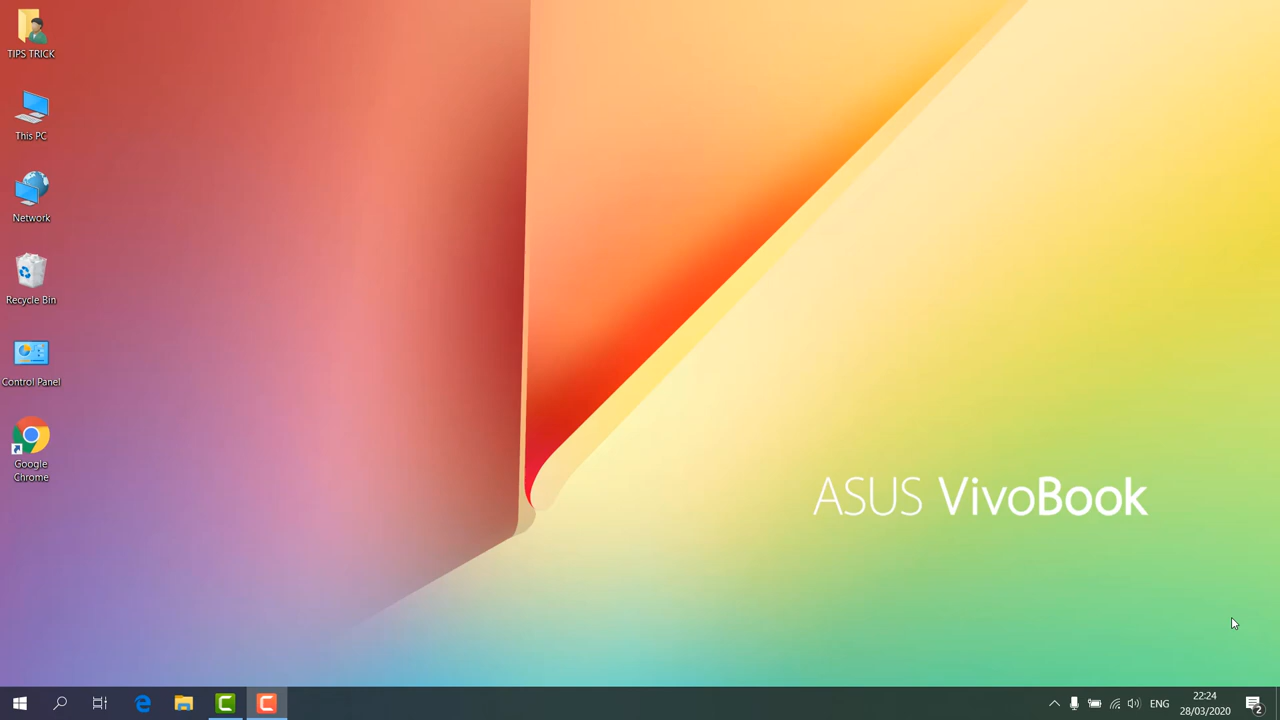 TIPS TRICK
This PC
Network
Recycle Bin
Control Panel
Google
Chrome
ASUS VivoBook
ENG
22:24
28/03/2020
2